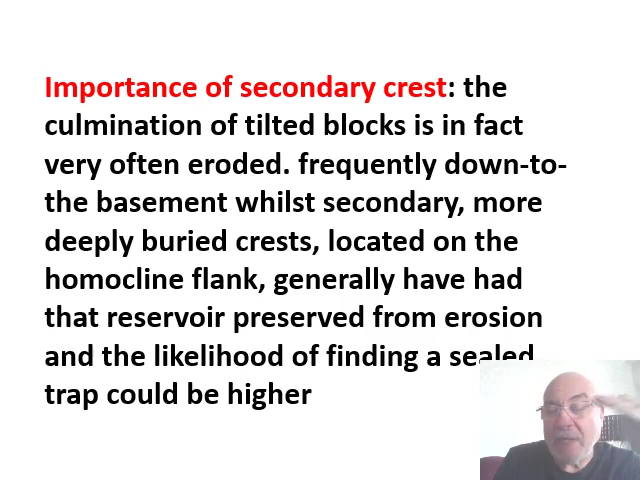 Importance of secondary crest: the
culmination of tilted blocks is in fact
very often eroded. frequently down-to-
the basement whilst secondary, more
deeply buried crests, located on the
homocline flank, generally have had
that reservoir preserved from erosion
and the likelihood of finding a sealed
trap could be higher